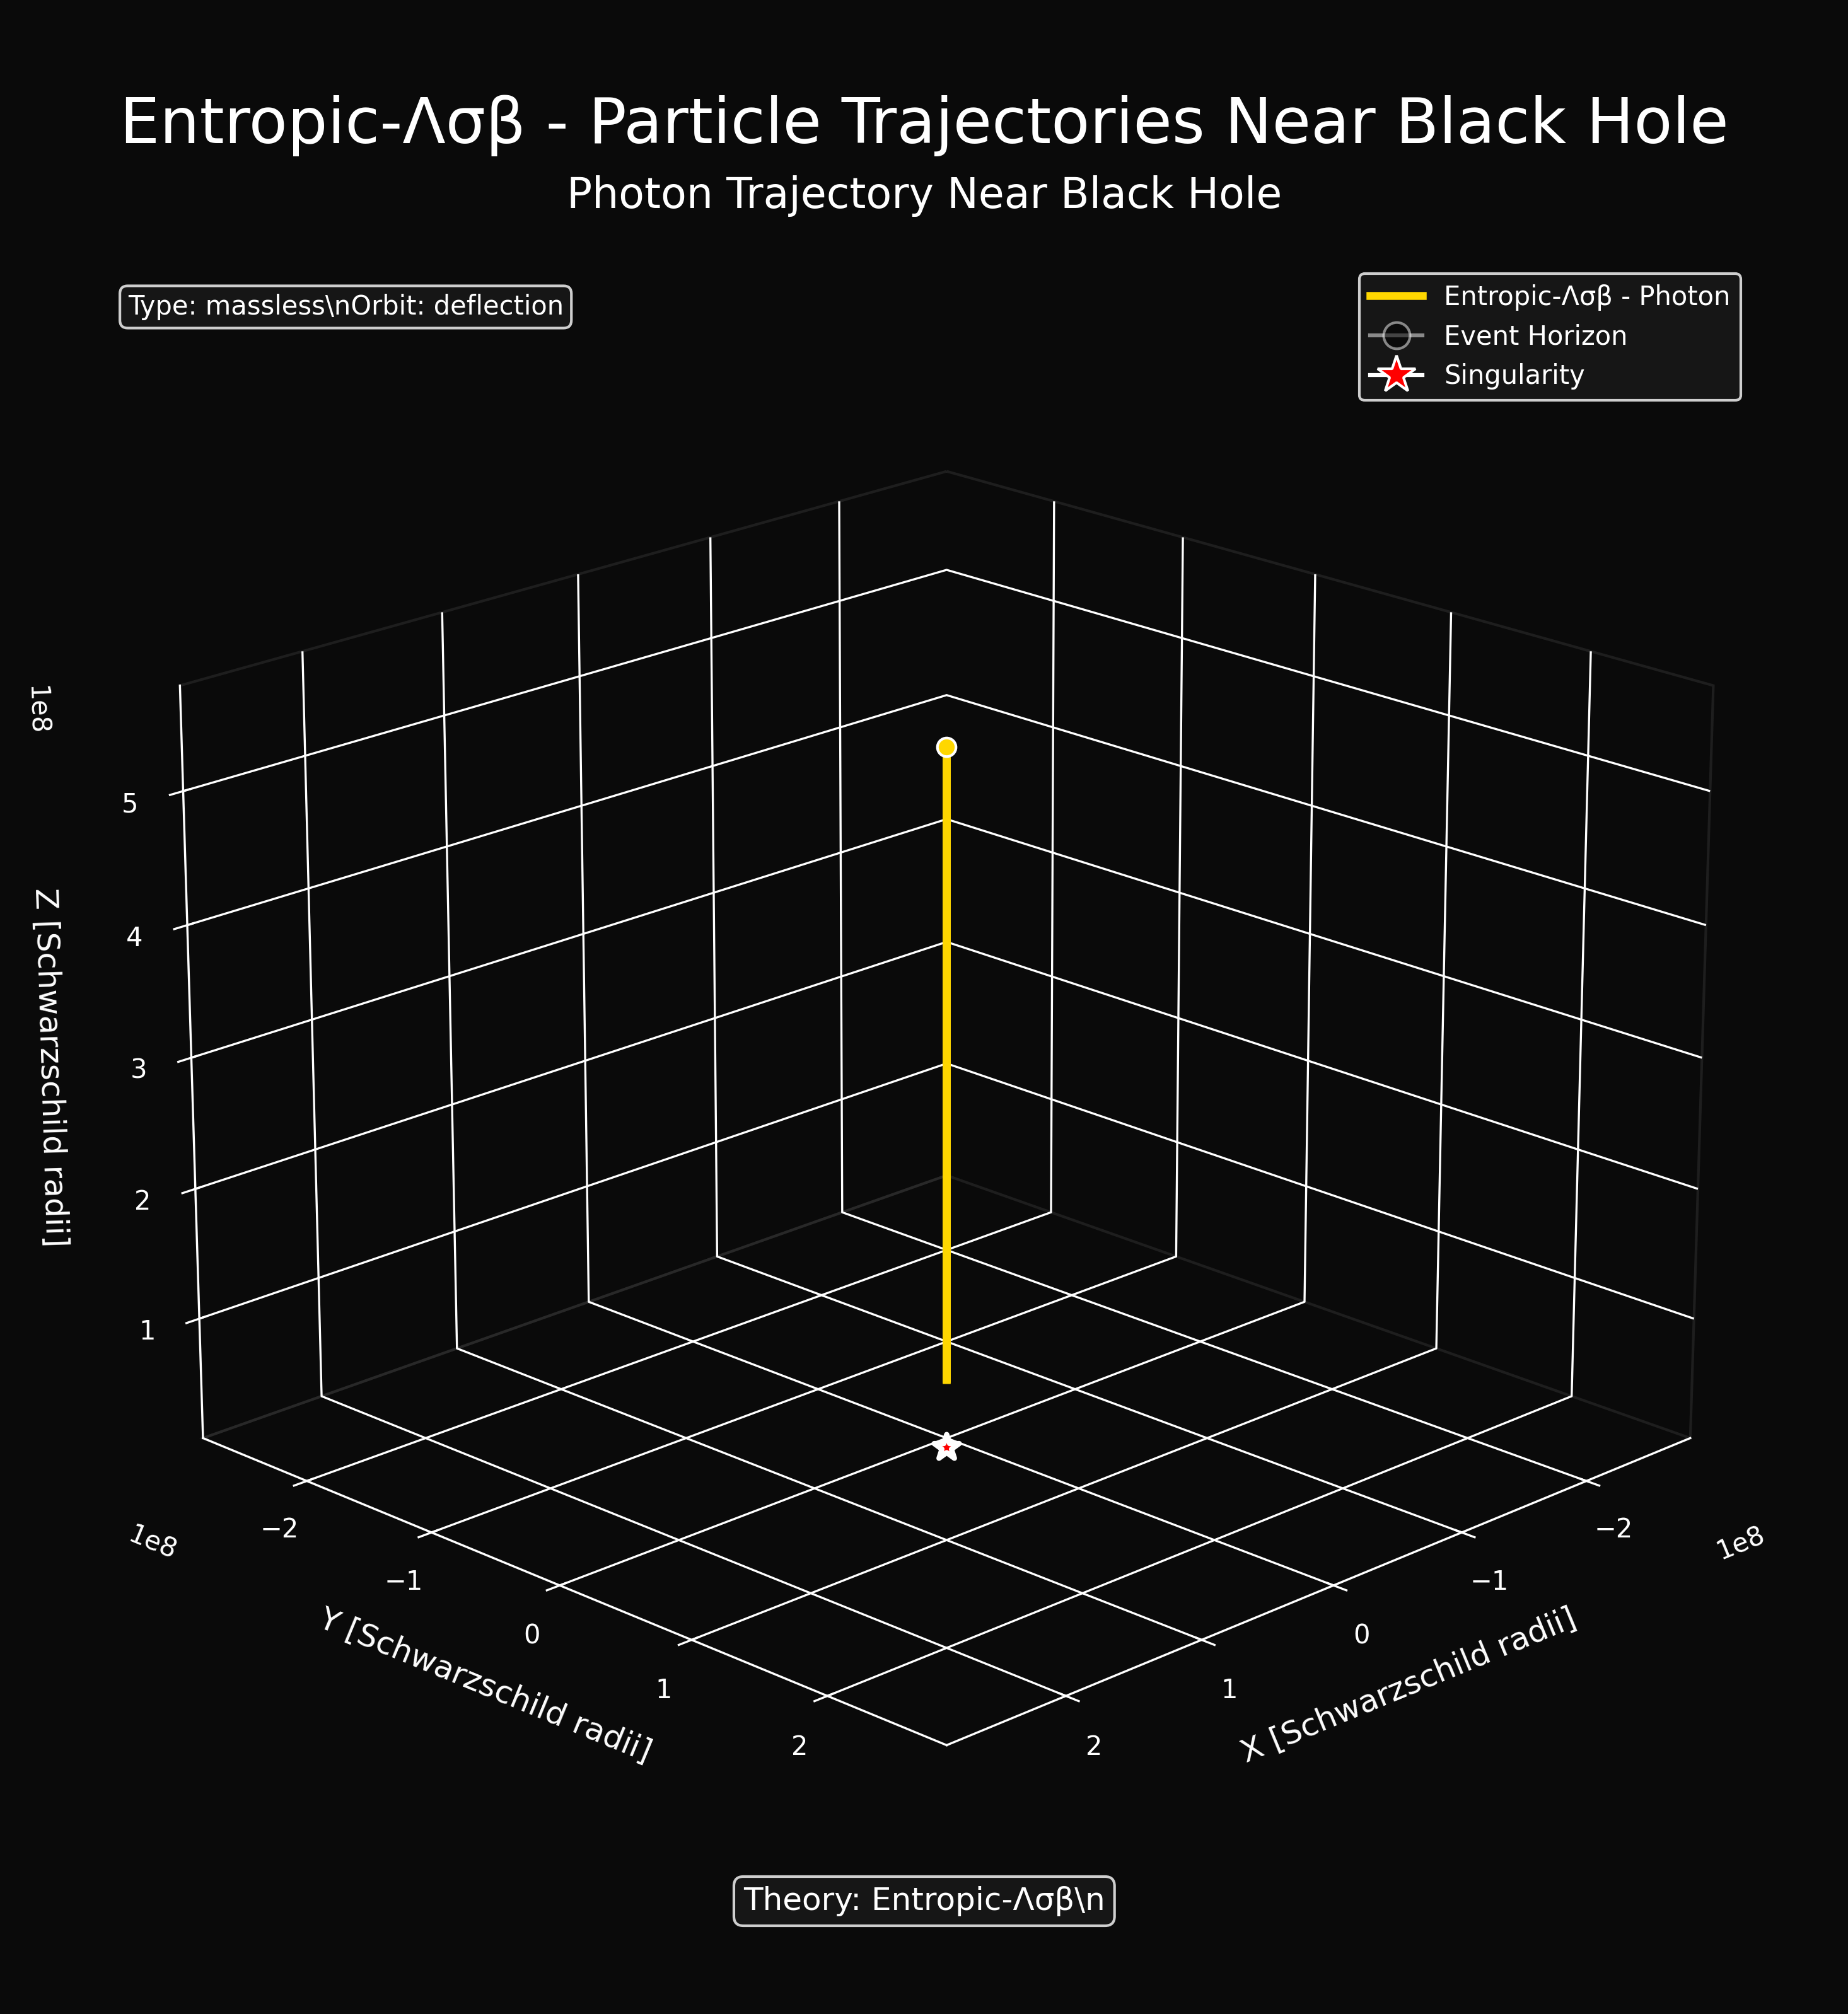 Entropic-Λσβ - Particle Trajectories Near Black Hole
Photon Trajectory Near Black Hole
Type: massless\nOrbit: deflection
Entropic-Λσβ - Photon
Event Horizon
Singularity
1e8
5
4
3
2
1
Z [Schwarzschild radii]
1e8
−2
−1
0
1
2
Y [Schwarzschild radii]
2
1
0
−1
−2
1e8
X [Schwarzschild radii]
Theory: Entropic-Λσβ\n